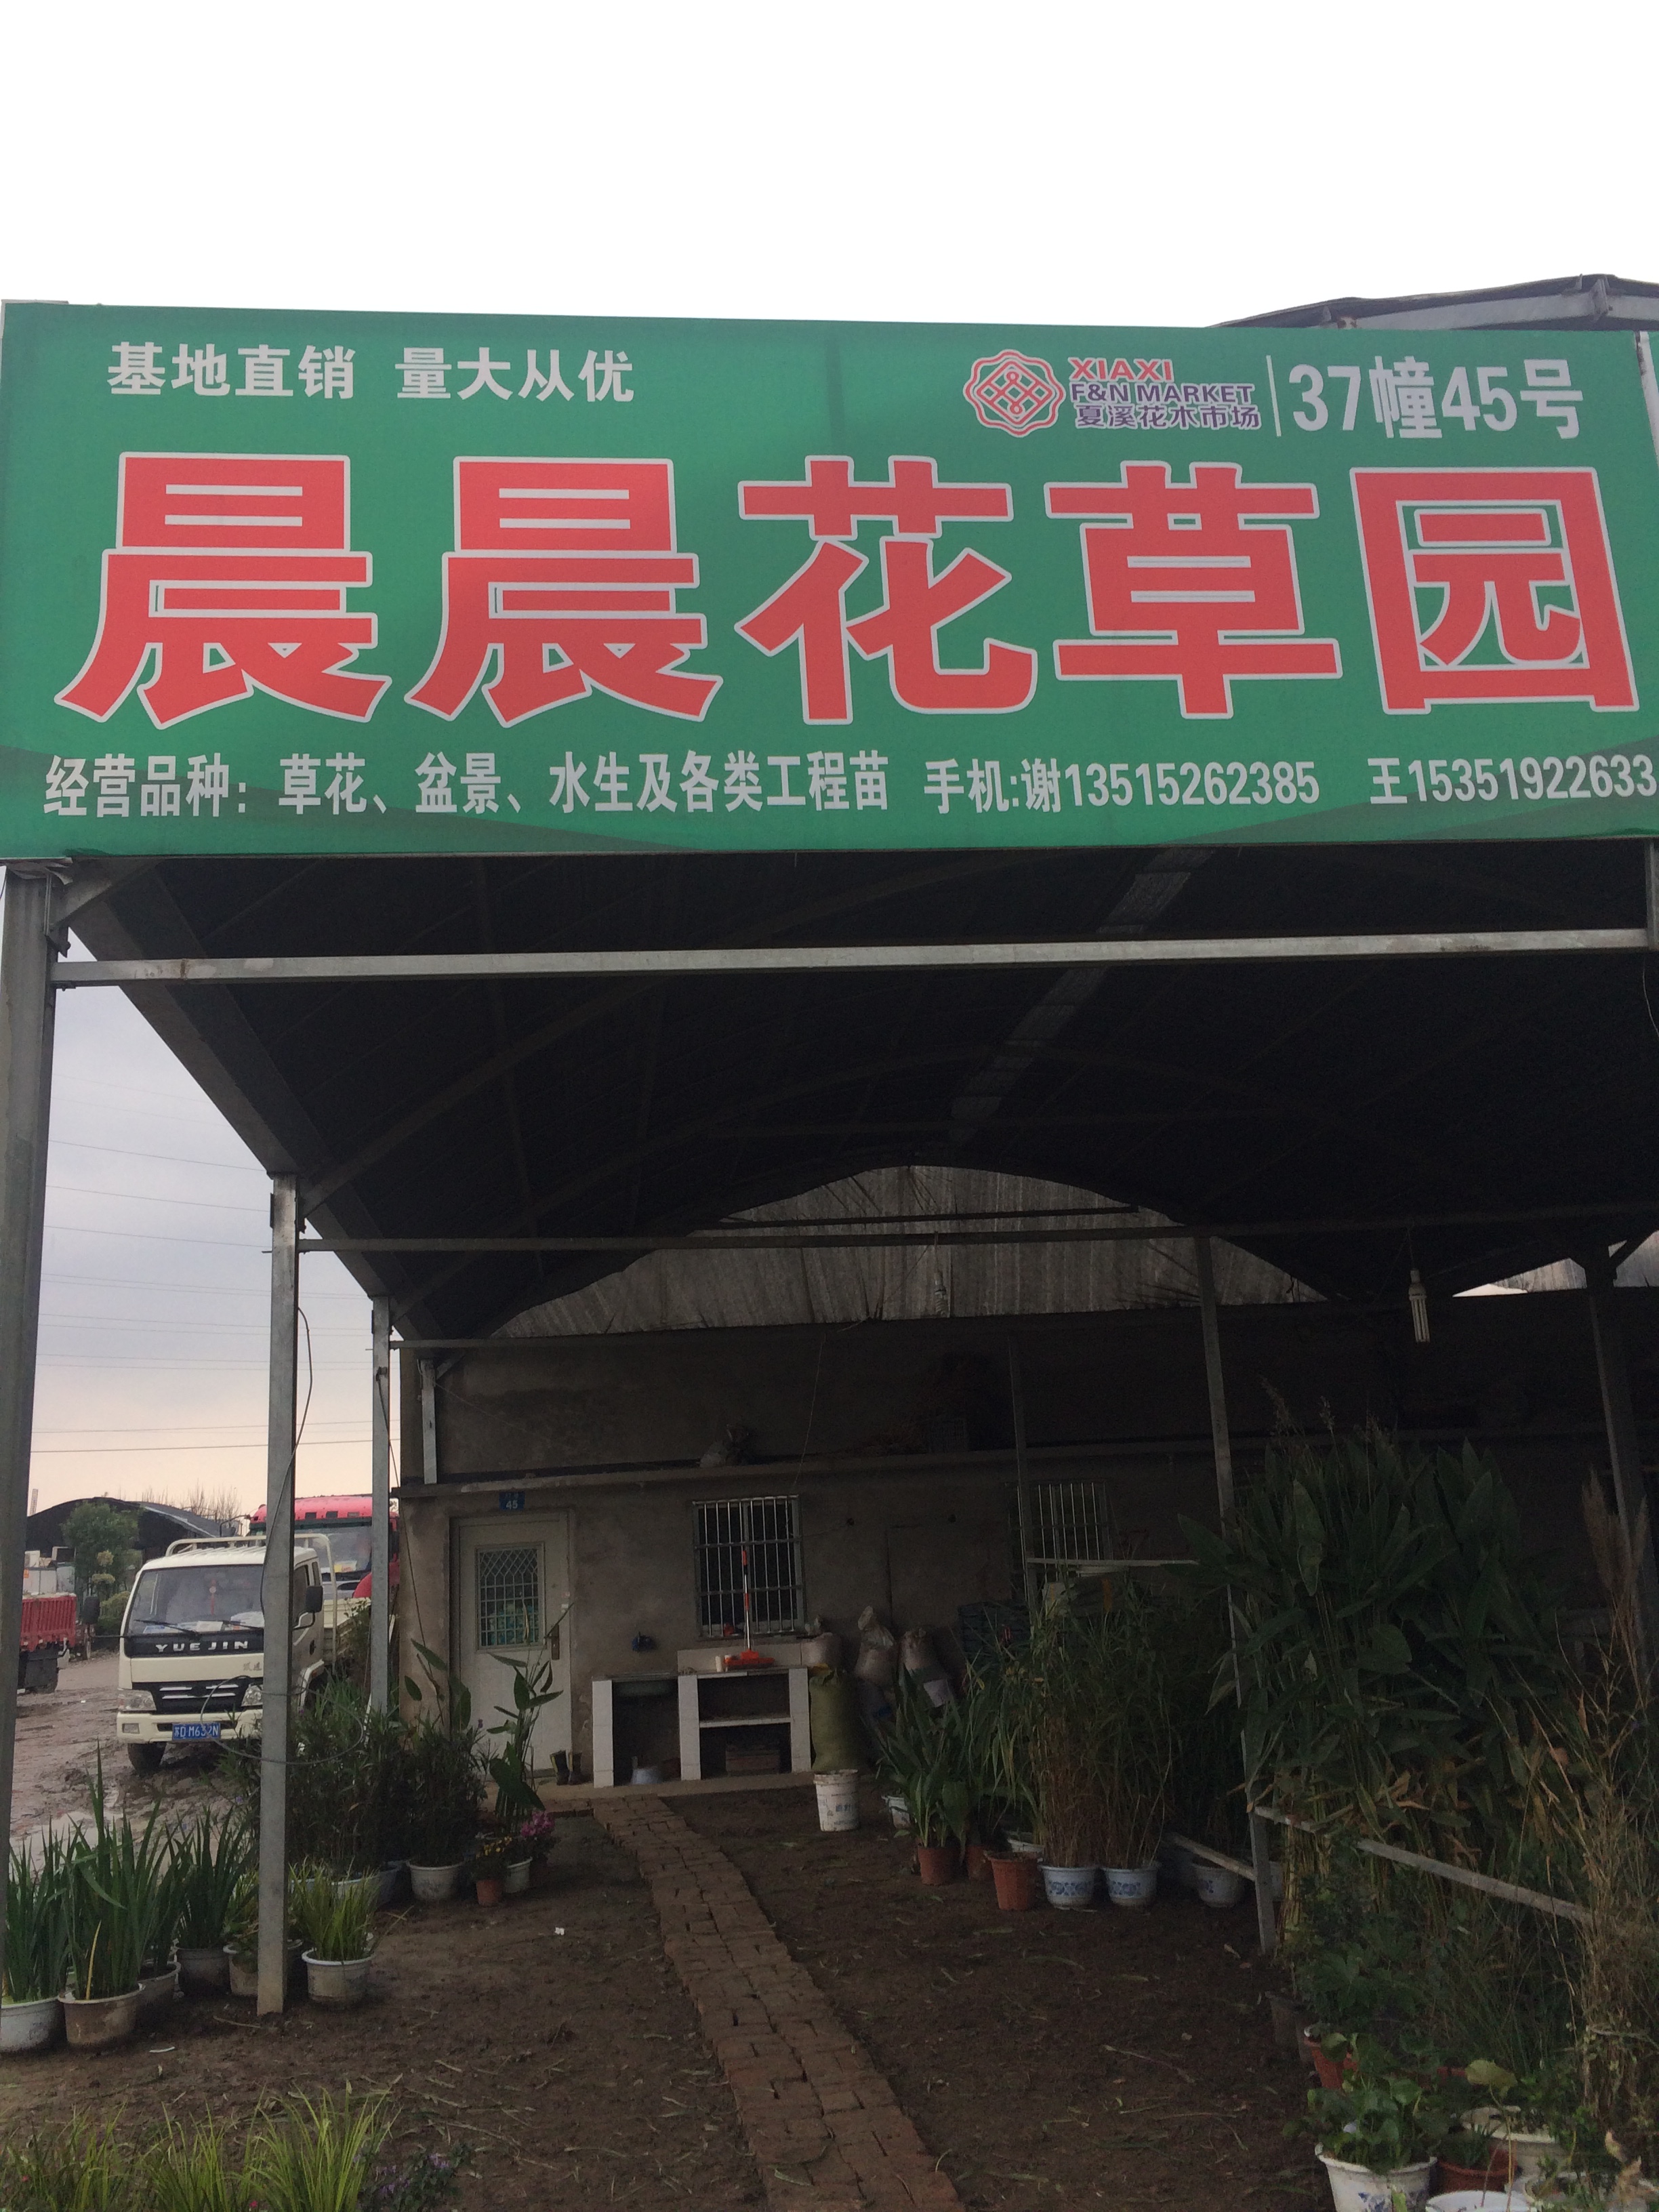 基地直销 量大从优
XIAXI
F&N MARKET
夏溪花木市场
37幢45号
晨晨花草园
经营品种：草花、盆景、水生及各类工程苗 手机:谢13515262385 王15351922633
45
YUEJIN